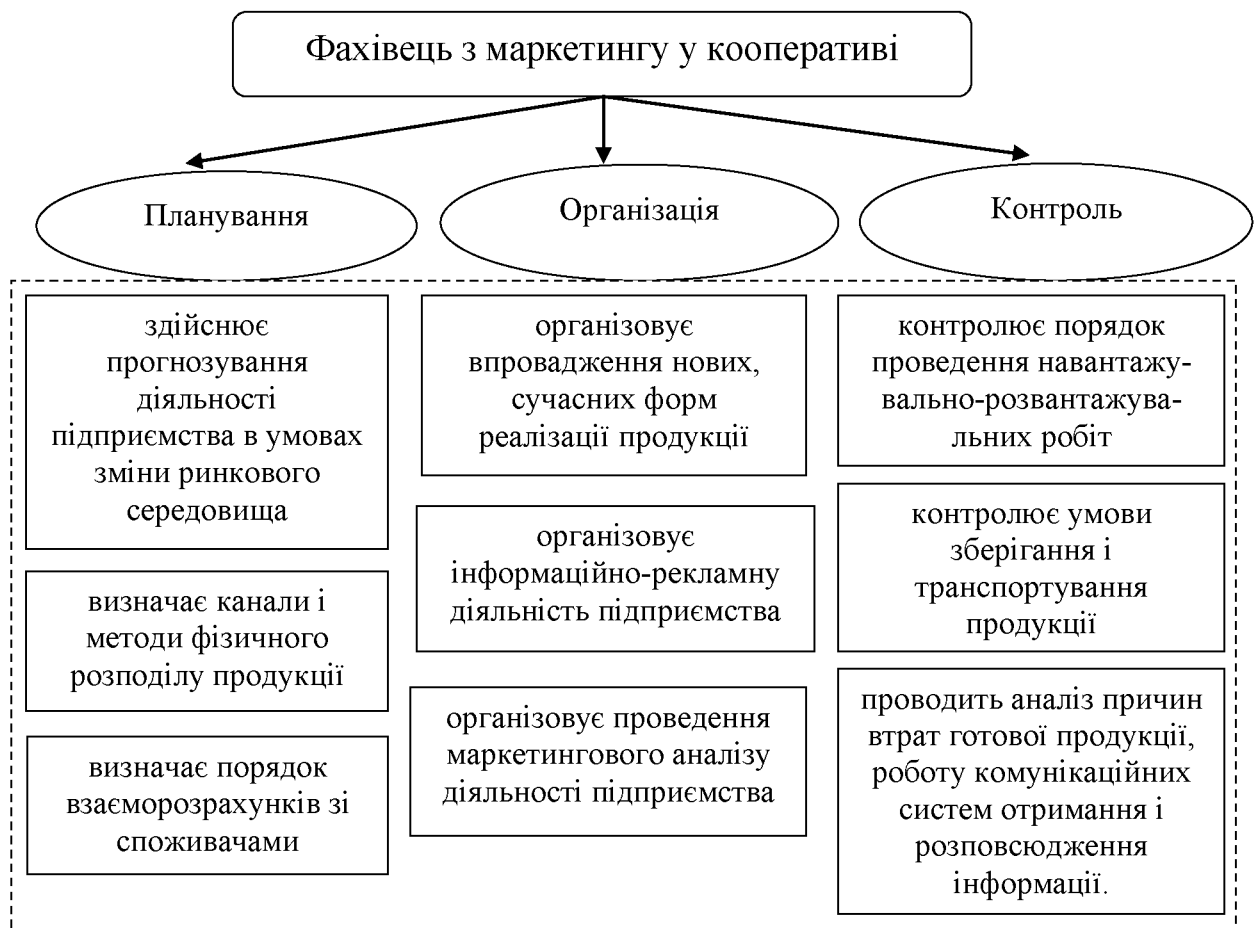 Фахівець з маркетингу у кооперативі
Планування
Організація
Контроль
здійснює
прогнозування
діяльності
підприємства в умовах
зміни ринкового
середовища
визначає канали і
методи фізичного
розподілу продукції
визначає порядок
взаєморозрахунків зі
споживачами
організовує
впровадження нових,
сучасних форм
реалізації продукції
організовує
інформаційно-рекламну
діяльність підприємства
організовує проведення
маркетингового аналізу
діяльності підприємства
контролює порядок
проведення навантажу-
вально-розвантажува-
льних робіт
контролює умови
зберігання і
транспортування
продукції
проводить аналіз причин
втрат готової продукції,
роботу комунікаційних
систем отримання і
розповсюдження
інформації.